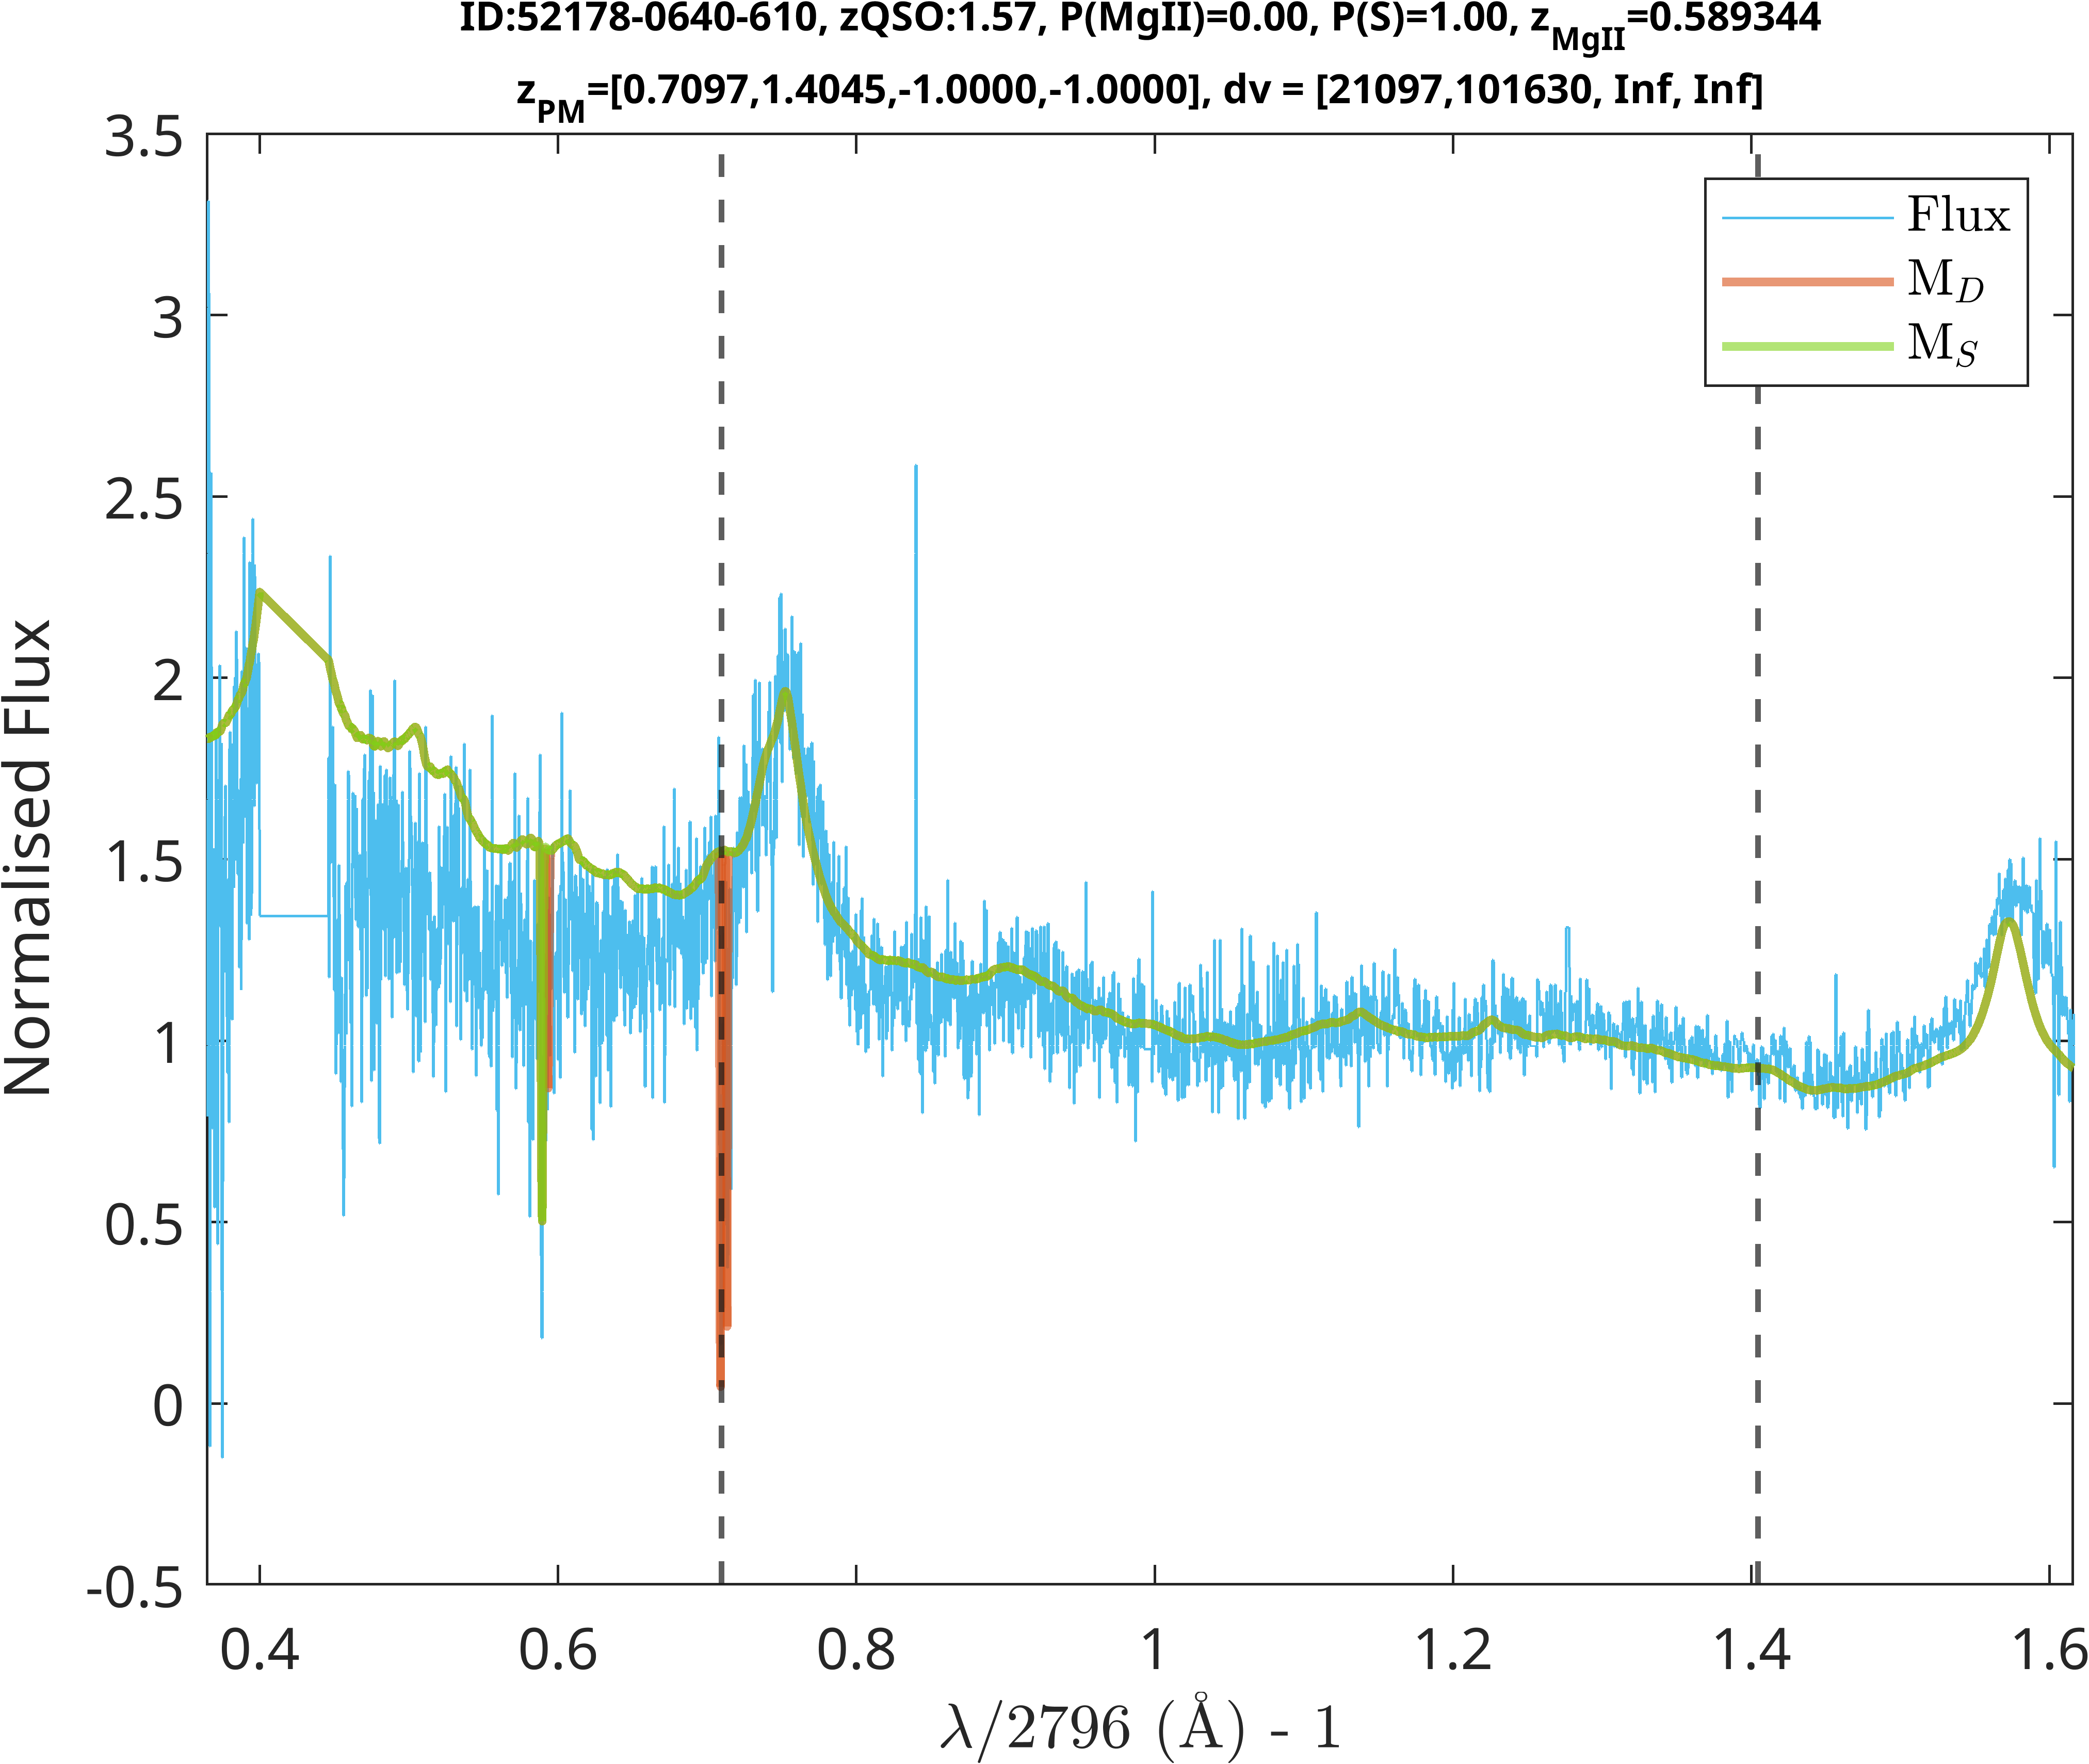 ID:52178-0640-610, zQSO:1.57, P(MgII)=0.00, P(S)=1.00, zMgII=0.589344
zPM=[0.7097,1.4045,-1.0000,-1.0000], dv = [21097,101630, Inf, Inf]
3.5
3
2.5
2
1.5
1
0.5
0
-0.5
Normalised Flux
Flux
MD
MS
0.4 0.6 0.8 1 1.2 1.4 1.6
λ/2796 (Å) - 1